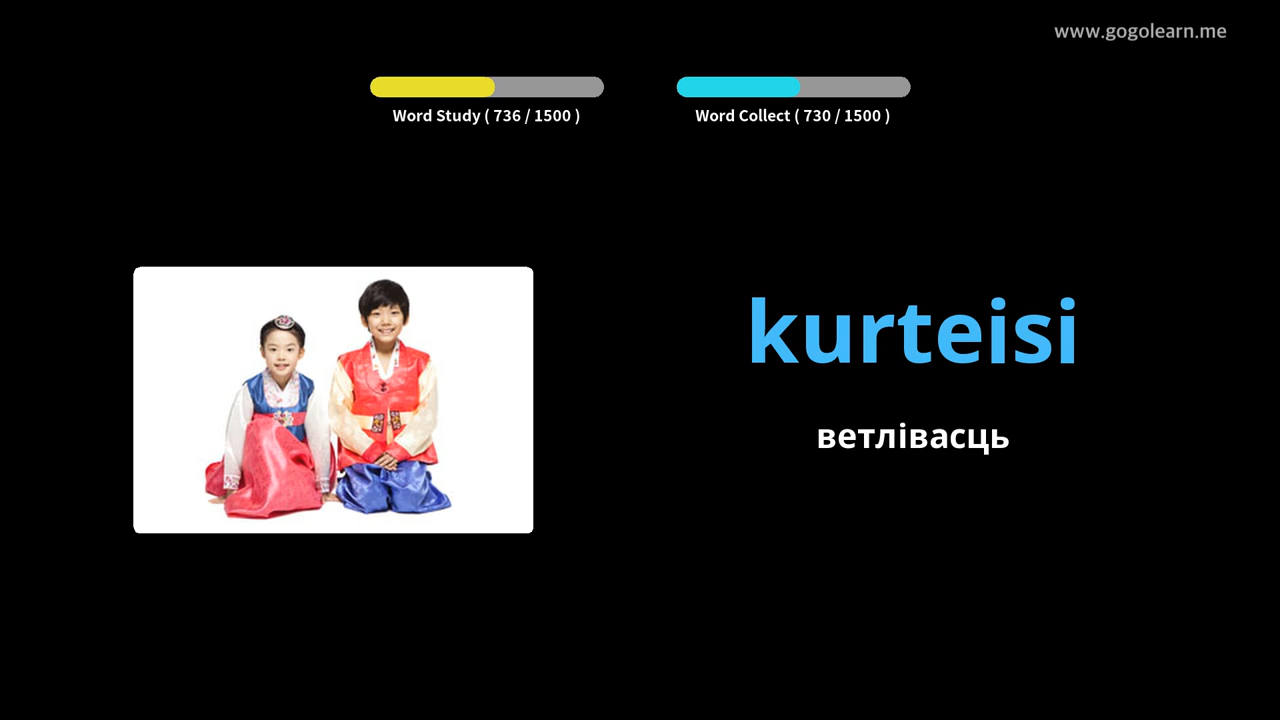 www.gogolearn.me
Word Study ( 736 / 1500 )
Word Collect ( 730 / 1500 )
kurteisi
ветлівасць